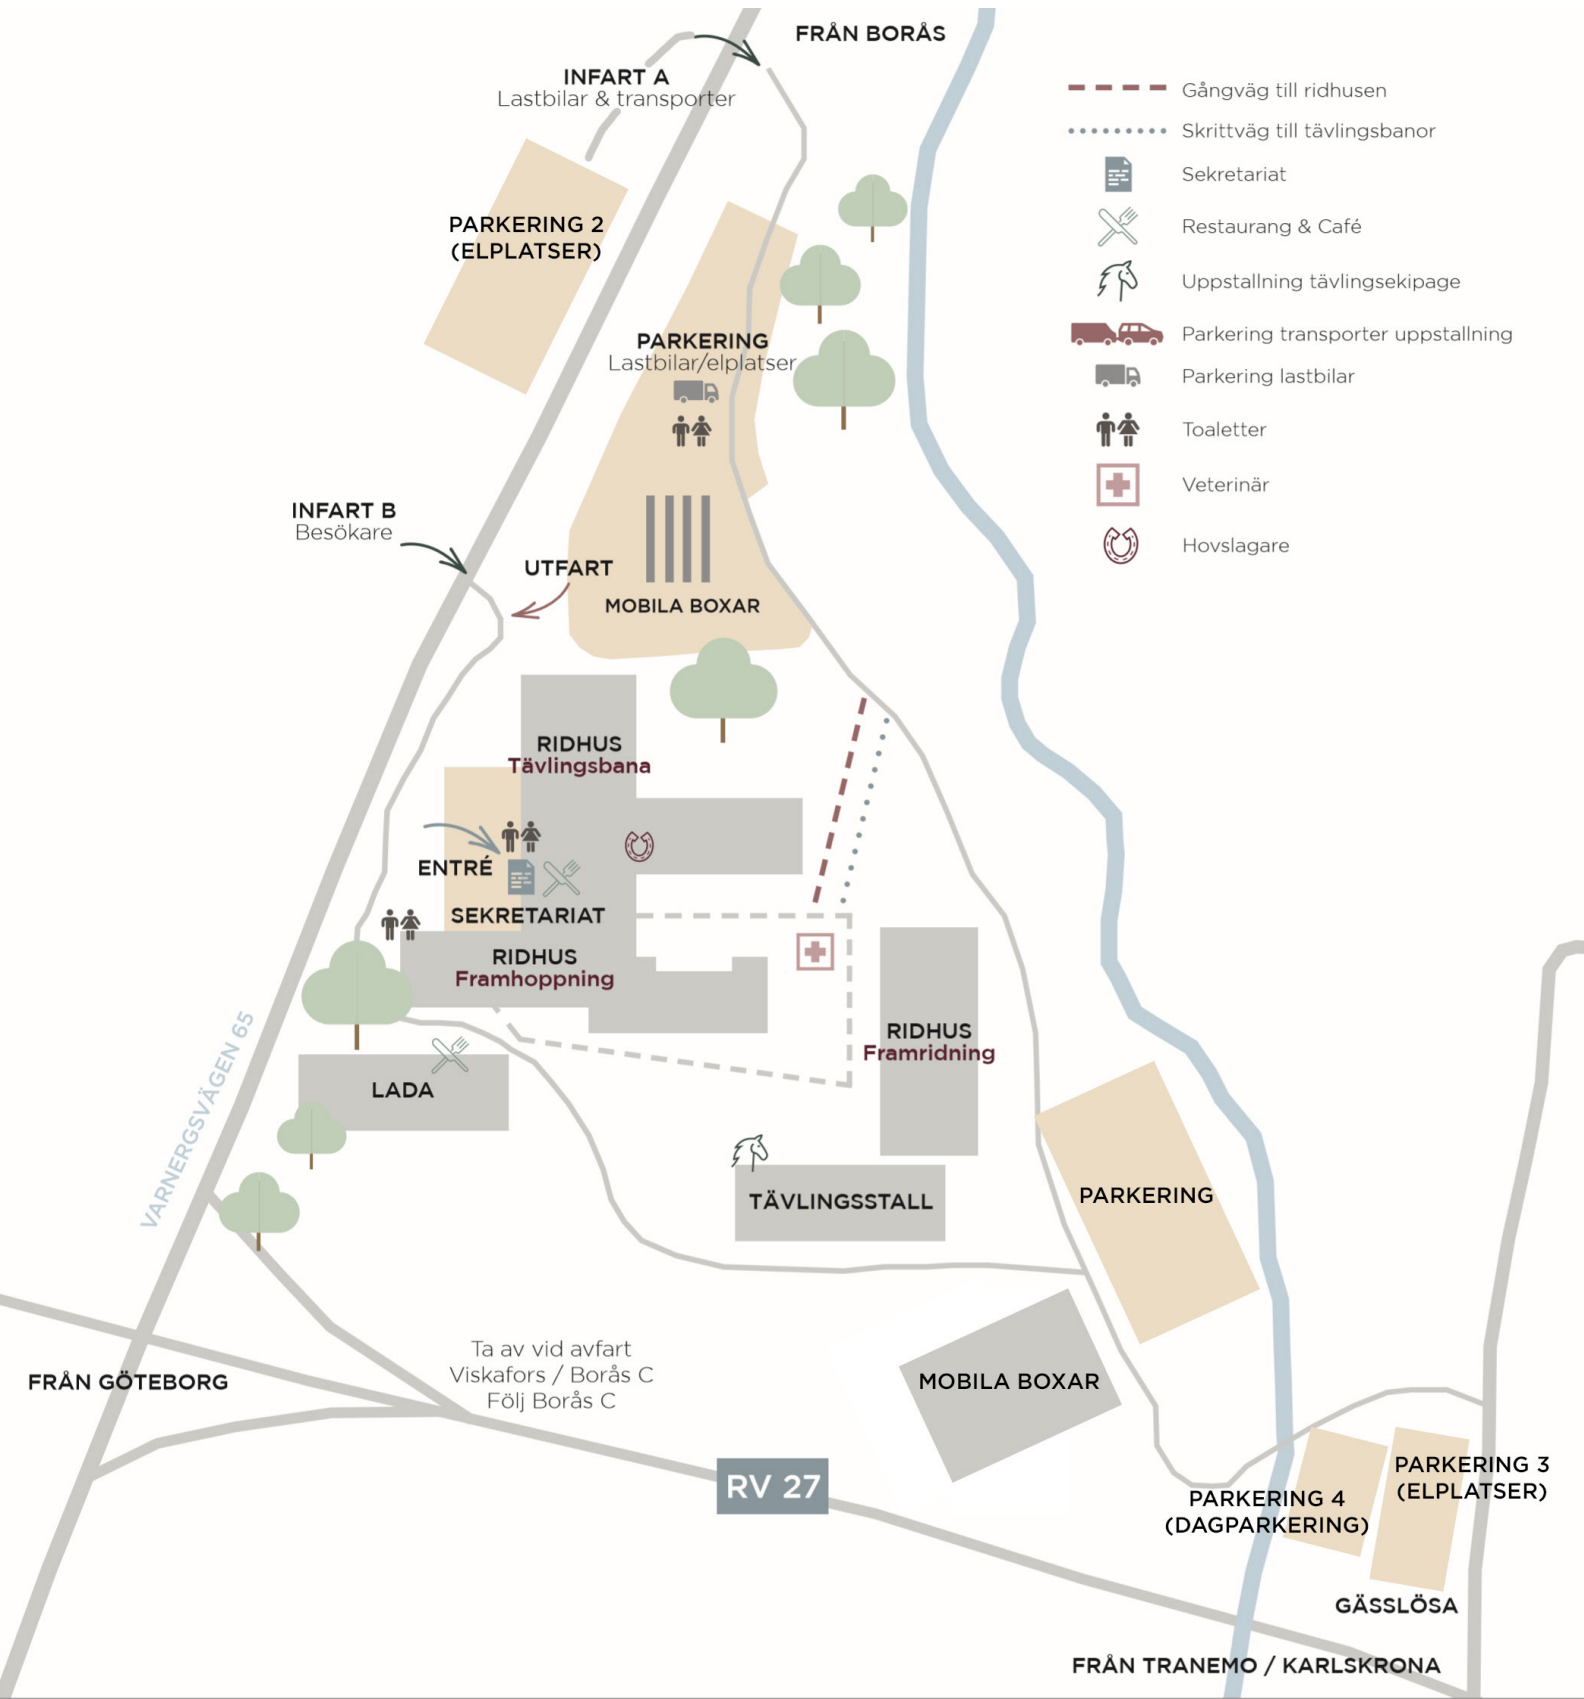 FRÅN BORÅS
INFART A
Lastbilar & transporter
PARKERING 2
(ELPLATSER)
PARKERING
Lastbilar/elplatser
INFART B
Besökare
UTFART
MOBILA BOXAR
RIDHUS
Tävlingsbana
ENTRÉ
SEKRETARIAT
RIDHUS
Framhoppning
RIDHUS
Framridning
LADA
VARNERGSVÄGEN 65
TÄVLINGSSTALL
PARKERING
FRÅN GÖTEBORG
Ta av vid avfart
Viskafors / Borås C
Följ Borås C
MOBILA BOXAR
RV 27
PARKERING 3
(ELPLATSER)
PARKERING 4
(DAGPARKERING)
GÄSSLÖSA
FRÅN TRANEMO / KARLSKRONA
Gångväg till ridhusen
Skrittväg till tävlingsbanor
Sekretariat
Restaurang & Café
Uppstallning tävlingsekipage
Parkering transporter uppstallning
Parkering lastbilar
Toaletter
Veterinär
Hovslagare